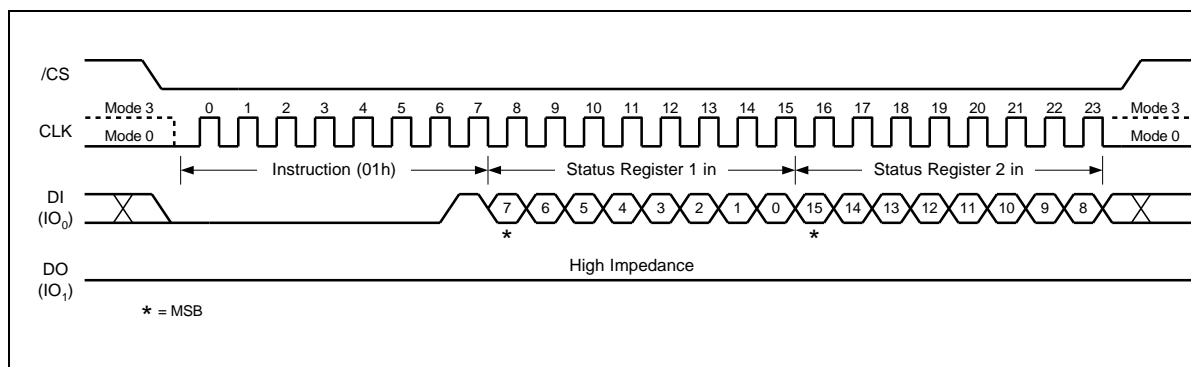 /CS
Mode 3 0 1 2 3 4 5 6 7 8 9 10 11 12 13 14 15 16 17 18 19 20 21 22 23 Mode 3
CLK Mode 0 Mode 0
Instruction (01h) Status Register 1 in Status Register 2 in
DI
(IO0) 7 6 5 4 3 2 1 0 15 14 13 12 11 10 9 8
* *
High Impedance
DO
(IO1)
* = MSB